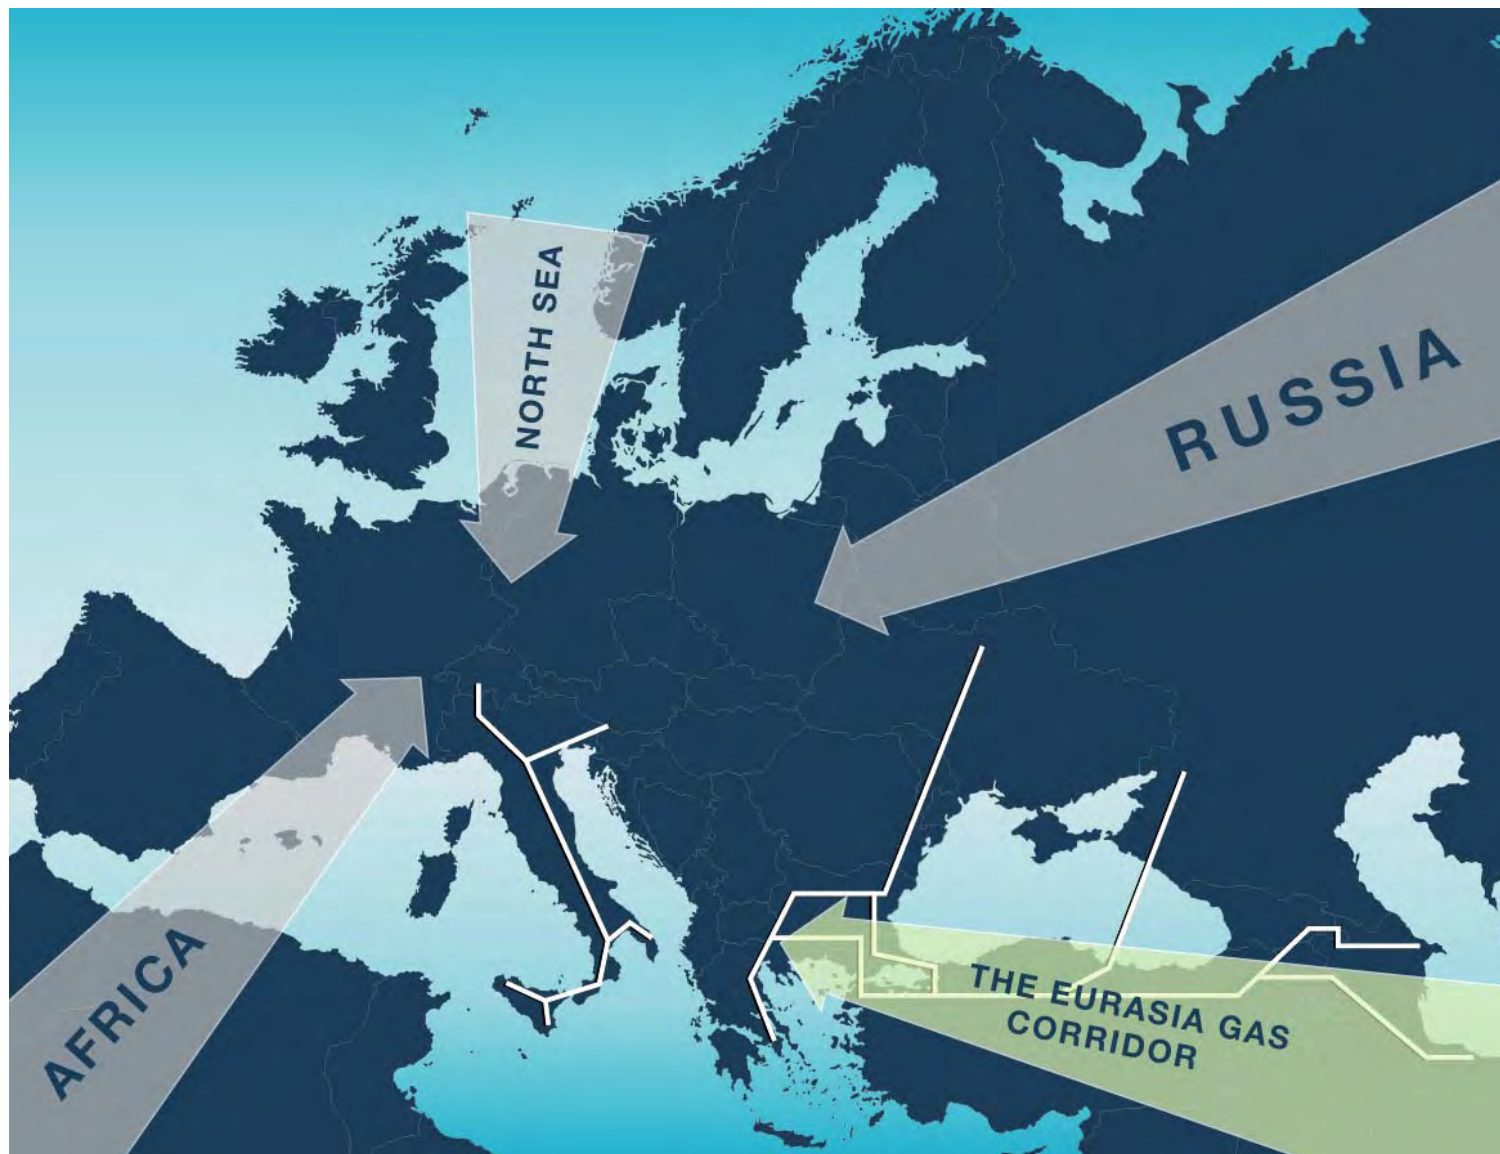 NORTH SEA
RUSSIA
AFRICA
THE EURASIA GAS
CORRIDOR